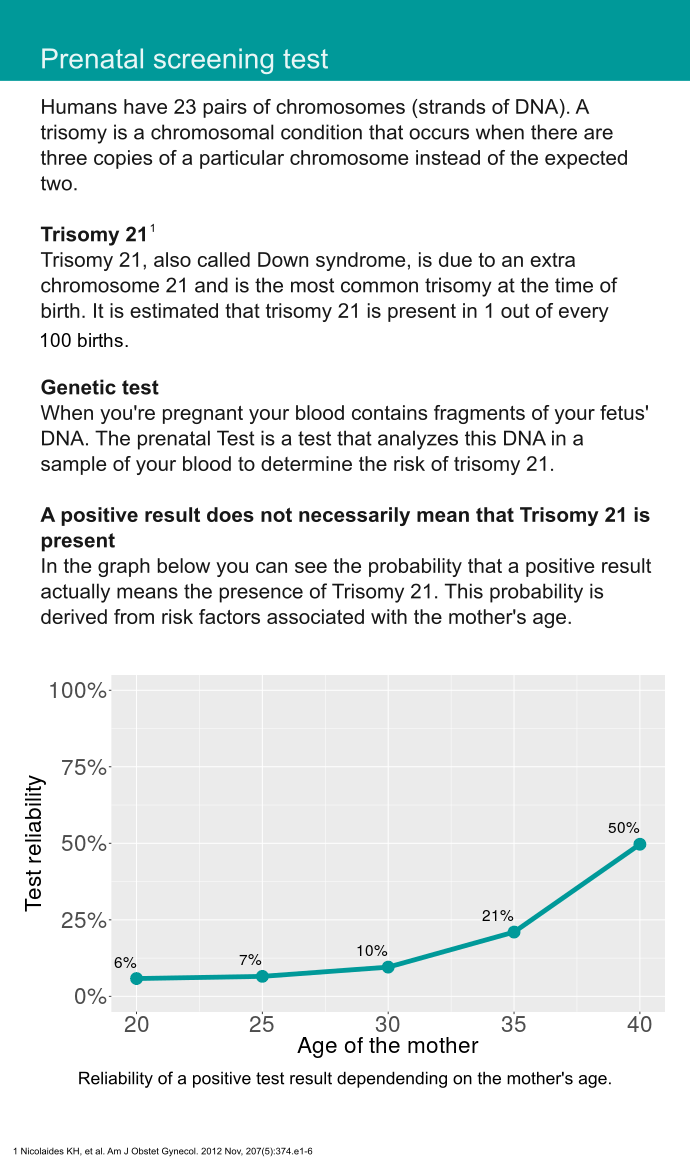 Prenatal screening test
Humans have 23 pairs of chromosomes (strands of DNA). A
trisomy is a chromosomal condition that occurs when there are
three copies of a particular chromosome instead of the expected
two.
Trisomy 21¹
Trisomy 21, also called Down syndrome, is due to an extra
chromosome 21 and is the most common trisomy at the time of
birth. It is estimated that trisomy 21 is present in 1 out of every
100 births.
Genetic test
When you're pregnant your blood contains fragments of your fetus'
DNA. The prenatal Test is a test that analyzes this DNA in a
sample of your blood to determine the risk of trisomy 21.
A positive result does not necessarily mean that Trisomy 21 is
present
In the graph below you can see the probability that a positive result
actually means the presence of Trisomy 21. This probability is
derived from risk factors associated with the mother's age.
Test reliability
100%
75%
50%
25%
0%
6%
7%
10%
21%
50%
20 25 30 35 40
Age of the mother
Reliability of a positive test result dependending on the mother's age.
1 Nicolaides KH, et al. Am J Obstet Gynecol. 2012 Nov, 207(5):374.e1-6